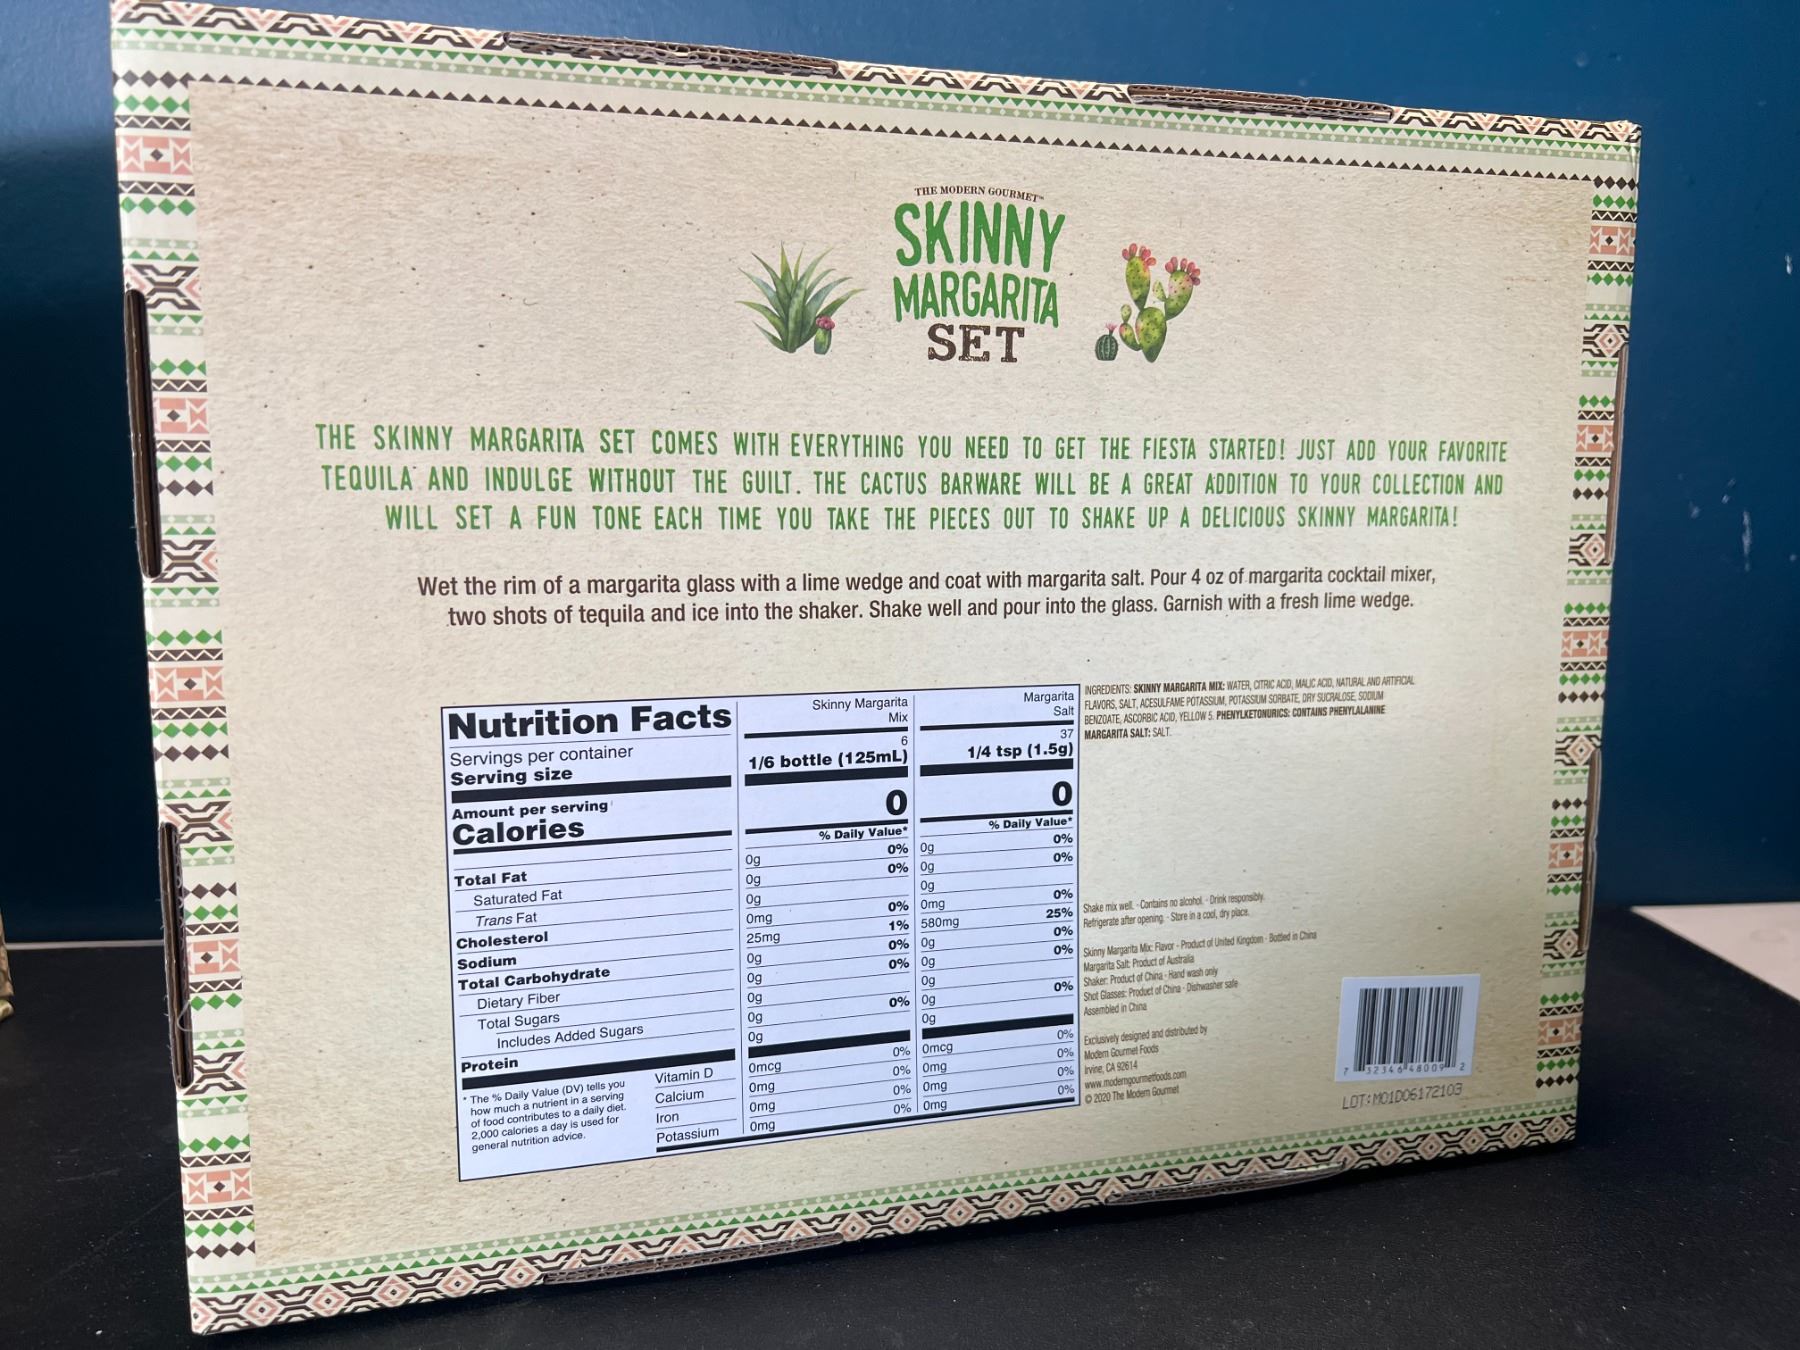 THE MODERN GOURMET™
SKINNY
MARGARITA
SET
THE SKINNY MARGARITA SET COMES WITH EVERYTHING YOU NEED TO GET THE FIESTA STARTED! JUST ADD YOUR FAVORITE
TEQUILA AND INDULGE WITHOUT THE GUILT. THE CACTUS BARWARE WILL BE A GREAT ADDITION TO YOUR COLLECTION AND
WILL SET A FUN TONE EACH TIME YOU TAKE THE PIECES OUT TO SHAKE UP A DELICIOUS SKINNY MARGARITA!
Wet the rim of a margarita glass with a lime wedge and coat with margarita salt. Pour 4 oz of margarita cocktail mixer,
two shots of tequila and ice into the shaker. Shake well and pour into the glass. Garnish with a fresh lime wedge.
Nutrition Facts Skinny Margarita Mix Margarita Salt
Servings per container 6 37
Serving size 1/6 bottle (125mL) 1/4 tsp (1.5g)
Amount per serving
Calories 0 0
% Daily Value* % Daily Value*
Total Fat 0g 0% 0g 0%
Saturated Fat 0g 0% 0g 0%
Trans Fat 0g 0g
Cholesterol 0mg 0% 0mg 0%
Sodium 25mg 1% 580mg 25%
Total Carbohydrate 0g 0% 0g 0%
Dietary Fiber 0g 0% 0g 0%
Total Sugars 0g 0g
Includes Added Sugars 0g 0% 0g 0%
Protein 0g 0g
Vitamin D 0mcg 0% 0mcg 0%
Calcium 0mg 0% 0mg 0%
Iron 0mg 0% 0mg 0%
Potassium 0mg 0% 0mg 0%
* The % Daily Value (DV) tells you
how much a nutrient in a serving
of food contributes to a daily diet.
2,000 calories a day is used for
general nutrition advice.
INGREDIENTS: SKINNY MARGARITA MIX: WATER, CITRIC ACID, MALIC ACID, NATURAL AND ARTIFICIAL
FLAVORS, SALT, ACESULFAME POTASSIUM, POTASSIUM SORBATE, DRY SUCRALOSE, SODIUM
BENZOATE, ASCORBIC ACID, YELLOW 5. PHENYLKETONURICS: CONTAINS PHENYLALANINE
MARGARITA SALT: SALT.
Shake mix well. - Contains no alcohol. - Drink responsibly.
Refrigerate after opening. - Store in a cool, dry place.
Skinny Margarita Mix: Flavor - Product of United Kingdom - Bottled in China
Margarita Salt: Product of Australia
Shaker: Product of China - Hand wash only
Shot Glasses: Product of China - Dishwasher safe
Assembled in China
Exclusively designed and distributed by
Modern Gourmet Foods
Irvine, CA 92614
www.moderngourmetfoods.com
© 2020 The Modern Gourmet
7 32346 48009 2
LOT:M01D06172103